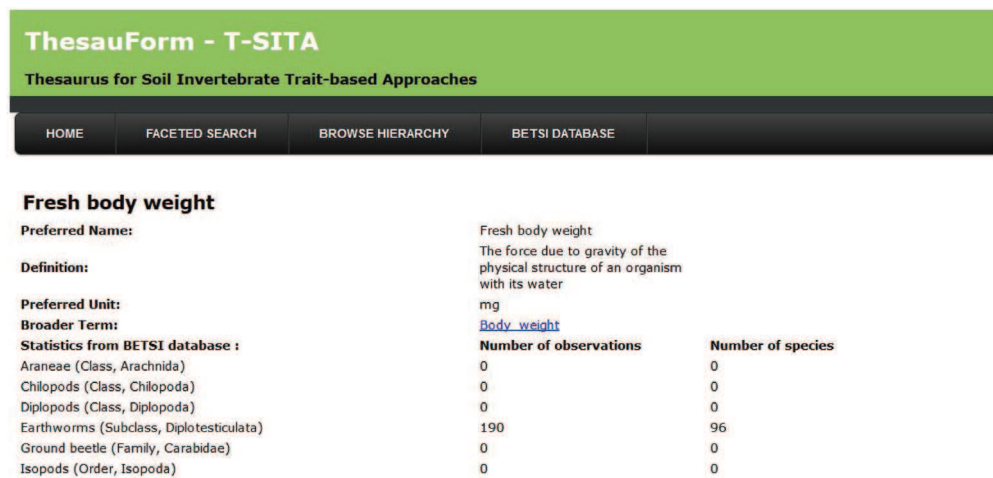 ThesauForm - T-SITA
Thesaurus for Soil Invertebrate Trait-based Approaches
HOME FACETED SEARCH BROWSE HIERARCHY BETSI DATABASE
Fresh body weight
Preferred Name: Fresh body weight
Definition: The force due to gravity of the
physical structure of an organism
with its water
Preferred Unit: mg
Broader Term: Body weight
Statistics from BETSI database : Number of observations Number of species
Araneae (Class, Arachnida) 0 0
Chilopods (Class, Chilopoda) 0 0
Diplopods (Class, Diplopoda) 0 0
Earthworms (Subclass, Diplotesticulata) 190 96
Ground beetle (Family, Carabidae) 0 0
Isopods (Order, Isopoda) 0 0